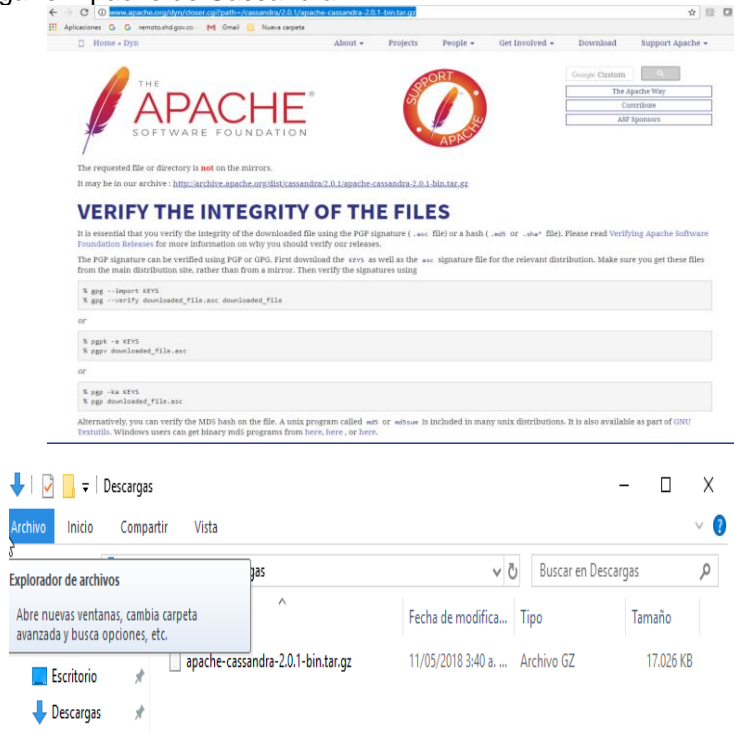 www.apache.org/dyn/closer.cgi?path=/cassandra/2.0.1/apache-cassandra-2.0.1-bin.tar.gz
Aplicaciones G G remoto.shd.gov.co M Gmail Nueva carpeta
Home » Dyn About Projects People Get Involved Download Support Apache
THE
APACHE®
SOFTWARE FOUNDATION
SUPPORT
APACHE
Google Custom
The Apache Way
Contribute
ASF Sponsors
The requested file or directory is not on the mirrors.
It may be in our archive : http://archive.apache.org/dist/cassandra/2.0.1/apache-cassandra-2.0.1-bin.tar.gz
VERIFY THE INTEGRITY OF THE FILES
It is essential that you verify the integrity of the downloaded file using the PGP signature ( .asc file) or a hash ( .md5 or .sha* file). Please read Verifying Apache Software
Foundation Releases for more information on why you should verify our releases.
The PGP signature can be verified using PGP or GPG. First download the KEYS as well as the asc signature file for the relevant distribution. Make sure you get these files
from the main distribution site, rather than from a mirror. Then verify the signatures using
% gpg --import KEYS
% gpg --verify downloaded_file.asc downloaded_file
or
% pgpk -a KEYS
% pgpv downloaded_file.asc
or
% pgp -ka KEYS
% pgp downloaded_file.asc
Alternatively, you can verify the MD5 hash on the file. A unix program called md5 or md5sum is included in many unix distributions. It is also available as part of GNU
Textutils. Windows users can get binary md5 programs from here, here , or here.
Descargas
Archivo Inicio Compartir Vista
gas Buscar en Descargas
Explorador de archivos
Abre nuevas ventanas, cambia carpeta
avanzada y busca opciones, etc.
Fecha de modifica... Tipo Tamaño
apache-cassandra-2.0.1-bin.tar.gz 11/05/2018 3:40 a. ... Archivo GZ 17.026 KB
Escritorio
Descargas